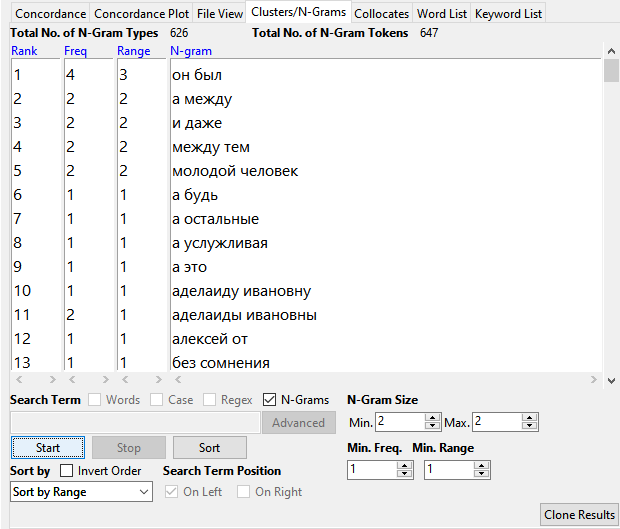 Concordance Concordance Plot File View Clusters/N-Grams Collocates Word List Keyword List
Total No. of N-Gram Types 626 Total No. of N-Gram Tokens 647
Rank Freq Range N-gram
1 4 3 он был
2 2 2 а между
3 2 2 и даже
4 2 2 между тем
5 2 2 молодой человек
6 1 1 а будь
7 1 1 а остальные
8 1 1 а услужливая
9 1 1 а это
10 1 1 аделаиду ивановну
11 2 1 аделаиды ивановны
12 1 1 алексей от
13 1 1 без сомнения
Search Term Words Case Regex N-Grams N-Gram Size
Advanced Min. 2 Max. 2
Start Stop Sort Min. Freq. Min. Range
Sort by Invert Order Search Term Position 1 1
Sort by Range On Left On Right
Clone Results